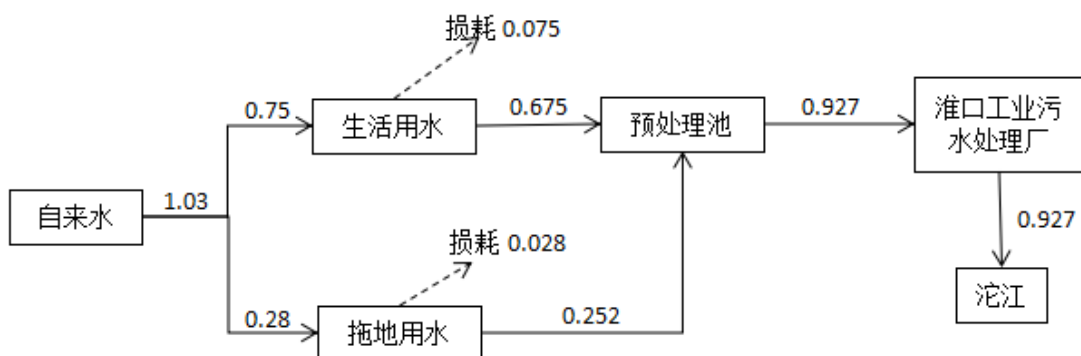 损耗 0.075
0.75
生活用水
0.675
预处理池
0.927
淮口工业污
水处理厂
自来水
1.03
0.927
损耗 0.028
沱江
0.28
拖地用水
0.252